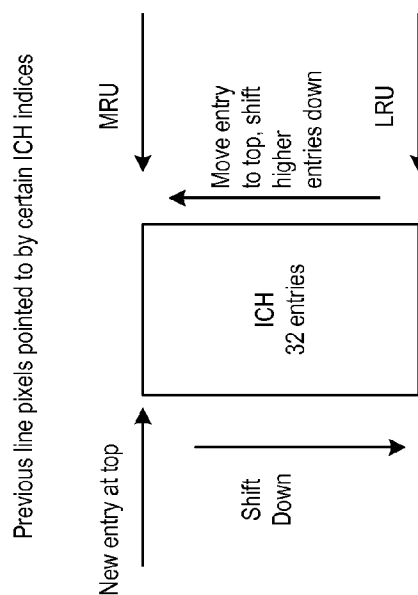 Previous line pixels pointed to by certain ICH indices
New entry at top
Shift
Down
ICH
32 entries
MRU
Move entry
to top, shift
higher
entries down
LRU